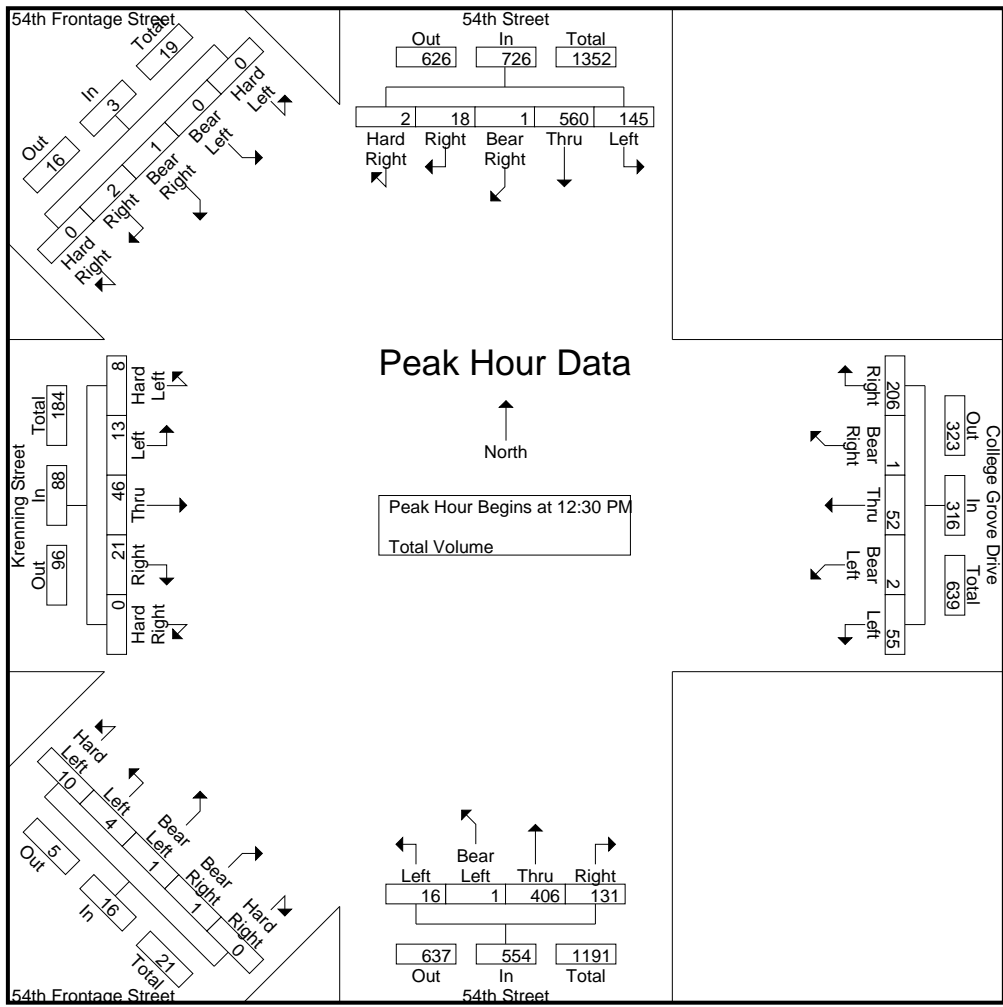 54th Frontage Street
Total
19
In
3
Out
16
0
0
1
2
0
Hard
Left
Bear
Left
Bear
Right
Right
Hard
Right
54th Street
Out In Total
626 726 1352
2 18 1 560 145
Hard
Right
Right
Bear
Right
Thru
Left
Peak Hour Data
North
Peak Hour Begins at 12:30 PM
Total Volume
Krenning Street
Total
184
In
88
Out
96
8
13
46
21
0
Hard
Left
Left
Thru
Right
Hard
Right
College Grove Drive
Out
323
In
316
Total
639
206
1
52
2
55
Right
Bear
Right
Thru
Bear
Left
Left
Hard
Left
Left
Bear
Left
Bear
Right
Hard
Right
10
4
1
1
0
Out
5
In
16
Total
21
54th Frontage Street
Left
Bear
Left
Thru
Right
16 1 406 131
637 554 1191
Out In Total
54th Street